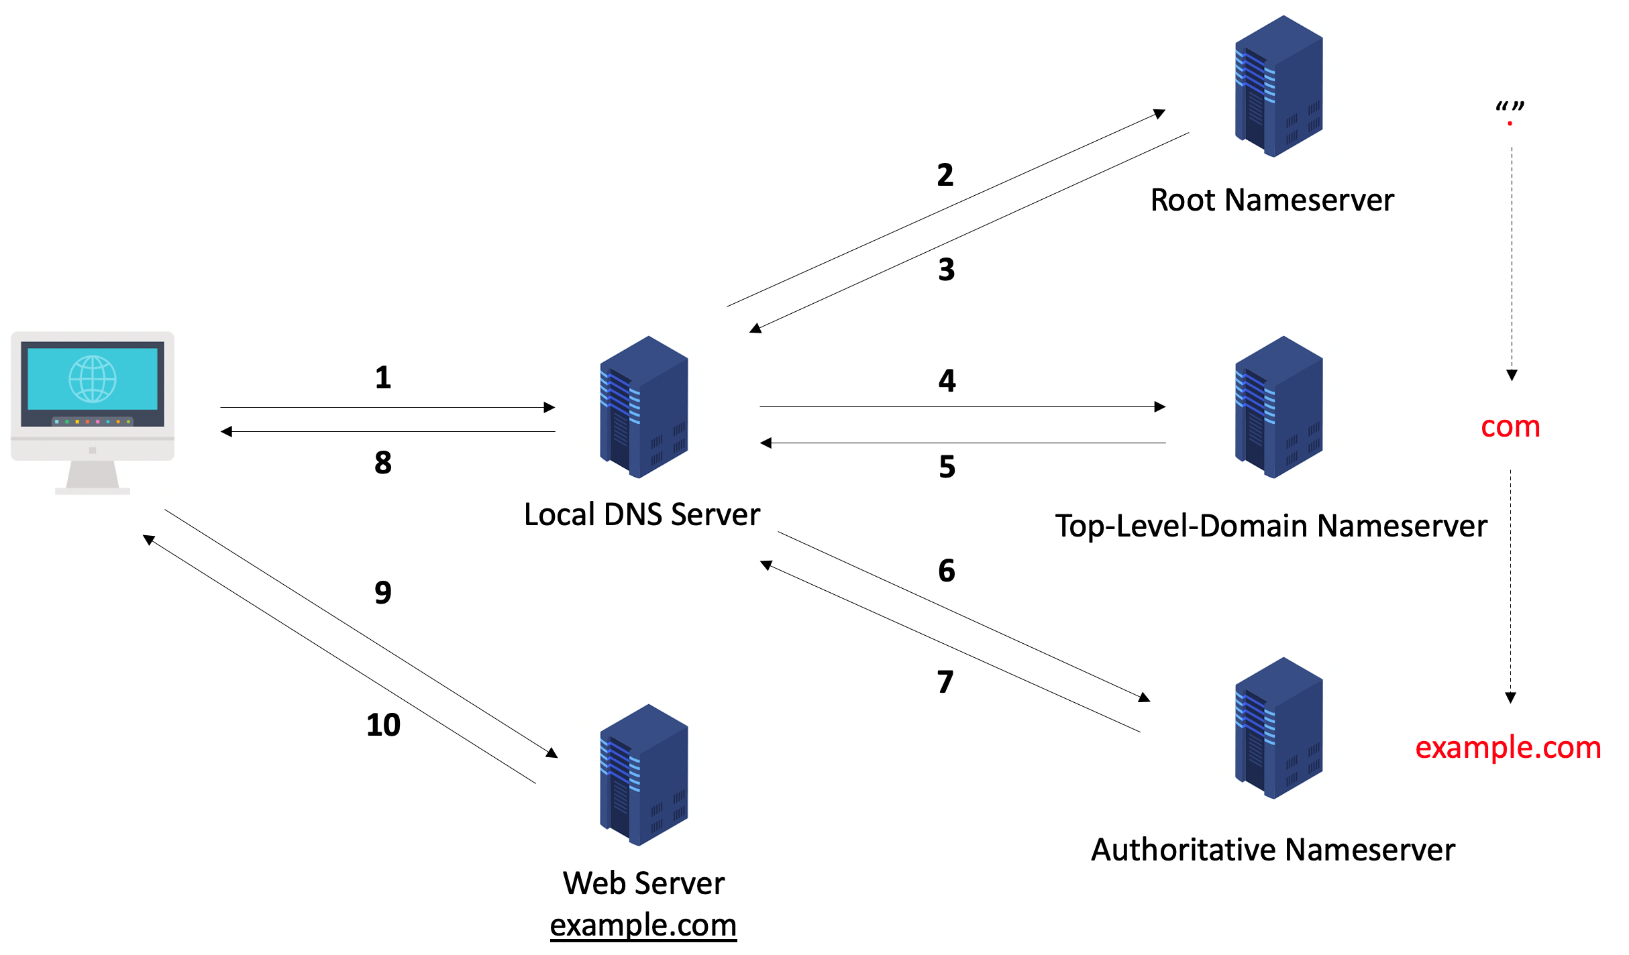 “.”
2
Root Nameserver
3
1
4
com
8
5
Local DNS Server
Top-Level-Domain Nameserver
6
9
7
10
example.com
Authoritative Nameserver
Web Server
example.com